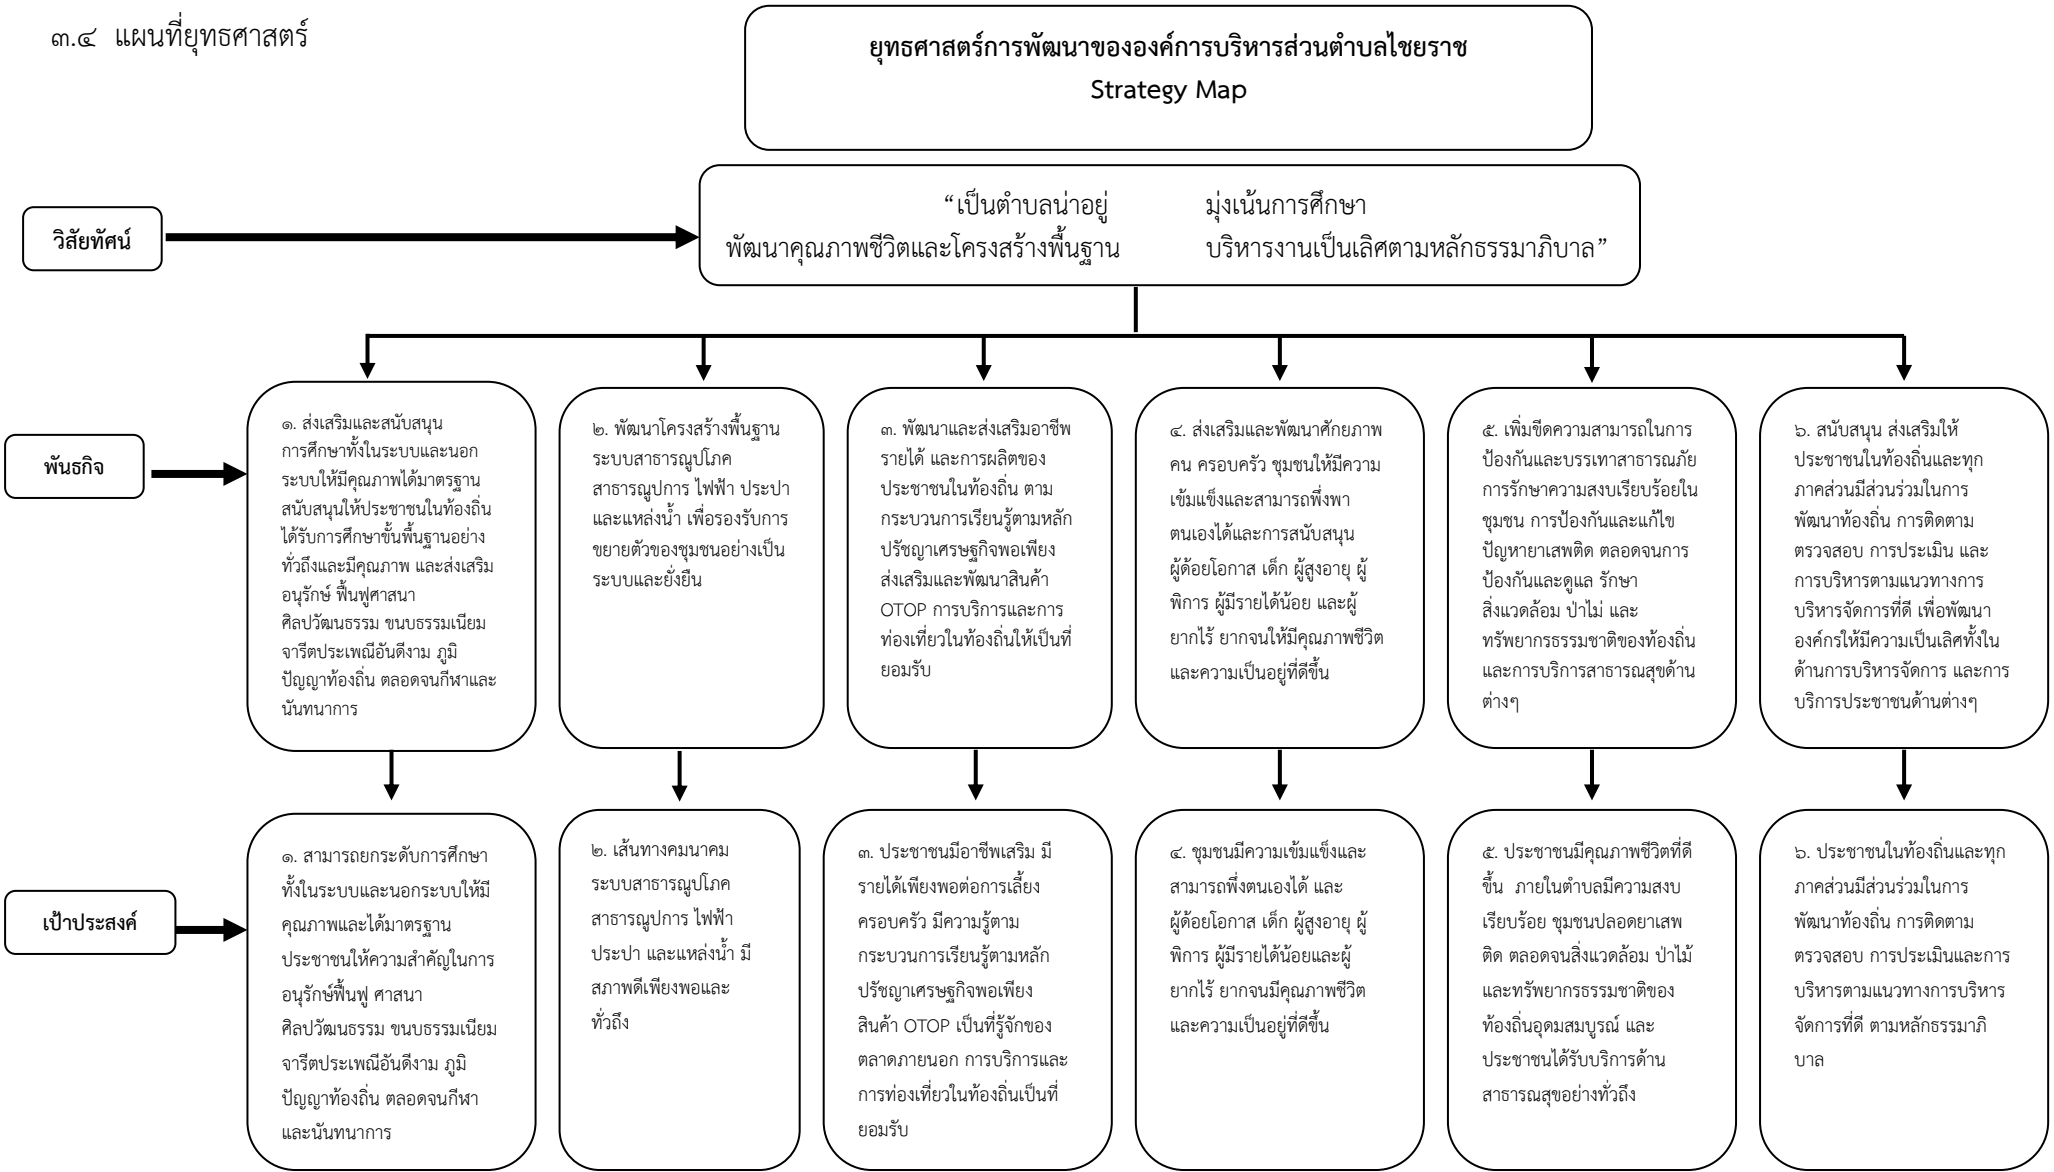 ๓.๔ แผนที่ยุทธศาสตร์
ยุทธศาสตร์การพัฒนาขององค์การบริหารส่วนตำบลไชยราช
Strategy Map
วิสัยทัศน์
“เป็นตำบลน่าอยู่ มุ่งเน้นการศึกษา
พัฒนาคุณภาพชีวิตและโครงสร้างพื้นฐาน บริหารงานเป็นเลิศตามหลักธรรมาภิบาล”
พันธกิจ
๑. ส่งเสริมและสนับสนุน
การศึกษาทั้งในระบบและนอก
ระบบให้มีคุณภาพได้มาตรฐาน
สนับสนุนให้ประชาชนในท้องถิ่น
ได้รับการศึกษาขั้นพื้นฐานอย่าง
ทั่วถึงและมีคุณภาพ และส่งเสริม
อนุรักษ์ ฟื้นฟูศาสนา
ศิลปวัฒนธรรม ขนบธรรมเนียม
จารีตประเพณีอันดีงาม ภูมิ
ปัญญาท้องถิ่น ตลอดจนกีฬาและ
นันทนาการ
๒. พัฒนาโครงสร้างพื้นฐาน
ระบบสาธารณูปโภค
สาธารณูปการ ไฟฟ้า ประปา
และแหล่งน้ำ เพื่อรองรับการ
ขยายตัวของชุมชนอย่างเป็น
ระบบและยั่งยืน
๓. พัฒนาและส่งเสริมอาชีพ
รายได้ และการผลิตของ
ประชาชนในท้องถิ่น ตาม
กระบวนการเรียนรู้ตามหลัก
ปรัชญาเศรษฐกิจพอเพียง
ส่งเสริมและพัฒนาสินค้า
OTOP การบริการและการ
ท่องเที่ยวในท้องถิ่นให้เป็นที่
ยอมรับ
๔. ส่งเสริมและพัฒนาศักยภาพ
คน ครอบครัว ชุมชนให้มีความ
เข้มแข็งและสามารถพึ่งพา
ตนเองได้และการสนับสนุน
ผู้ด้อยโอกาส เด็ก ผู้สูงอายุ ผู้
พิการ ผู้มีรายได้น้อย และผู้
ยากไร้ ยากจนให้มีคุณภาพชีวิต
และความเป็นอยู่ที่ดีขึ้น
๕. เพิ่มขีดความสามารถในการ
ป้องกันและบรรเทาสาธารณภัย
การรักษาความสงบเรียบร้อยใน
ชุมชน การป้องกันและแก้ไข
ปัญหายาเสพติด ตลอดจนการ
ป้องกันและดูแล รักษา
สิ่งแวดล้อม ป่าไม่ และ
ทรัพยากรธรรมชาติของท้องถิ่น
และการบริการสาธารณสุขด้าน
ต่างๆ
๖. สนับสนุน ส่งเสริมให้
ประชาชนในท้องถิ่นและทุก
ภาคส่วนมีส่วนร่วมในการ
พัฒนาท้องถิ่น การติดตาม
ตรวจสอบ การประเมิน และ
การบริหารตามแนวทางการ
บริหารจัดการที่ดี เพื่อพัฒนา
องค์กรให้มีความเป็นเลิศทั้งใน
ด้านการบริหารจัดการ และการ
บริการประชาชนด้านต่างๆ
เป้าประสงค์
๑. สามารถยกระดับการศึกษา
ทั้งในระบบและนอกระบบให้มี
คุณภาพและได้มาตรฐาน
ประชาชนให้ความสำคัญในการ
อนุรักษ์ฟื้นฟู ศาสนา
ศิลปวัฒนธรรม ขนบธรรมเนียม
จารีตประเพณีอันดีงาม ภูมิ
ปัญญาท้องถิ่น ตลอดจนกีฬา
และนันทนาการ
๒. เส้นทางคมนาคม
ระบบสาธารณูปโภค
สาธารณูปการ ไฟฟ้า
ประปา และแหล่งน้ำ มี
สภาพดีเพียงพอและ
ทั่วถึง
๓. ประชาชนมีอาชีพเสริม มี
รายได้เพียงพอต่อการเลี้ยง
ครอบครัว มีความรู้ตาม
กระบวนการเรียนรู้ตามหลัก
ปรัชญาเศรษฐกิจพอเพียง
สินค้า OTOP เป็นที่รู้จักของ
ตลาดภายนอก การบริการและ
การท่องเที่ยวในท้องถิ่นเป็นที่
ยอมรับ
๔. ชุมชนมีความเข้มแข็งและ
สามารถพึ่งตนเองได้ และ
ผู้ด้อยโอกาส เด็ก ผู้สูงอายุ ผู้
พิการ ผู้มีรายได้น้อยและผู้
ยากไร้ ยากจนมีคุณภาพชีวิต
และความเป็นอยู่ที่ดีขึ้น
๕. ประชาชนมีคุณภาพชีวิตที่ดี
ขึ้น ภายในตำบลมีความสงบ
เรียบร้อย ชุมชนปลอดยาเสพ
ติด ตลอดจนสิ่งแวดล้อม ป่าไม้
และทรัพยากรธรรมชาติของ
ท้องถิ่นอุดมสมบูรณ์ และ
ประชาชนได้รับบริการด้าน
สาธารณสุขอย่างทั่วถึง
๖. ประชาชนในท้องถิ่นและทุก
ภาคส่วนมีส่วนร่วมในการ
พัฒนาท้องถิ่น การติดตาม
ตรวจสอบ การประเมินและการ
บริหารตามแนวทางการบริหาร
จัดการที่ดี ตามหลักธรรมาภิ
บาล